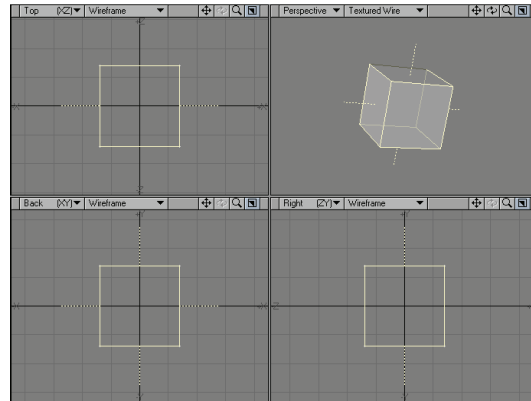 Top (XZ) Wireframe
Perspective Textured Wire
Back (XY) Wireframe
Right (ZY) Wireframe